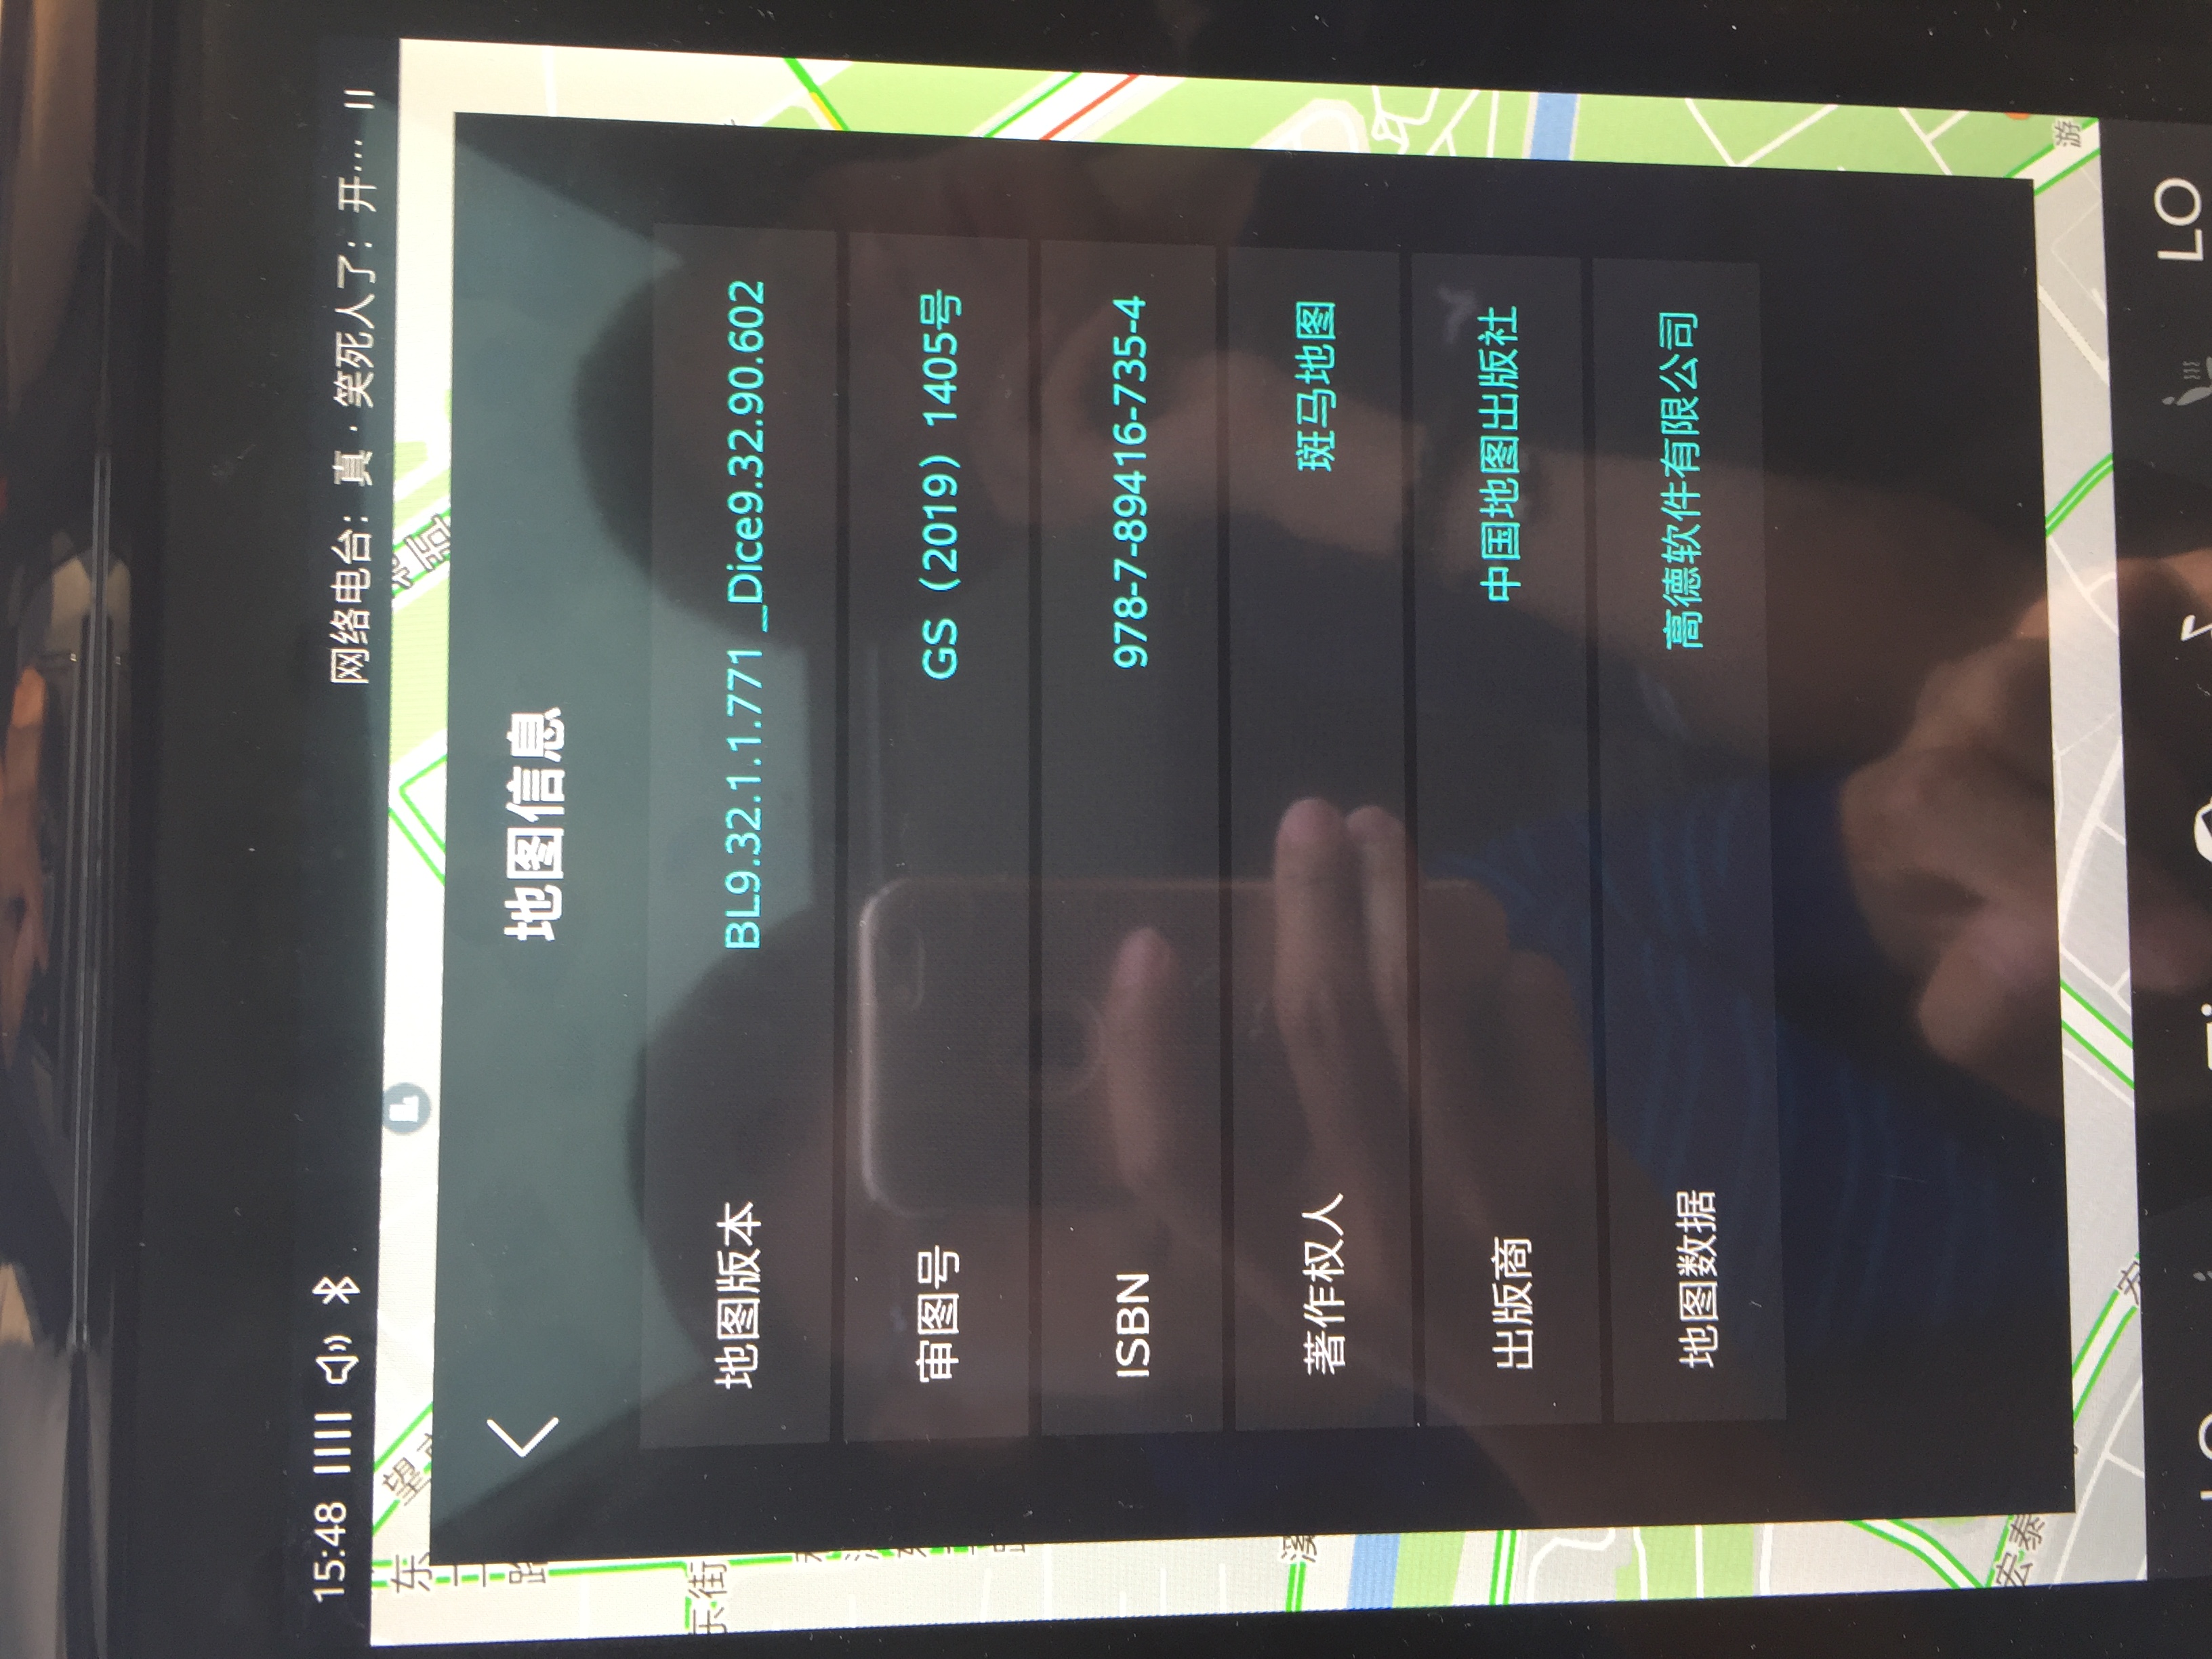 15:48
网络电台：真·笑死人了：开… II
地图信息
地图版本 BL9.32.1.1.771 _Dice9.32.90.602
审图号 GS（2019）1405号
ISBN 978-7-89416-735-4
著作权人 斑马地图
出版商 中国地图出版社
地图数据 高德软件有限公司
东街
溪
宏泰
游
LO